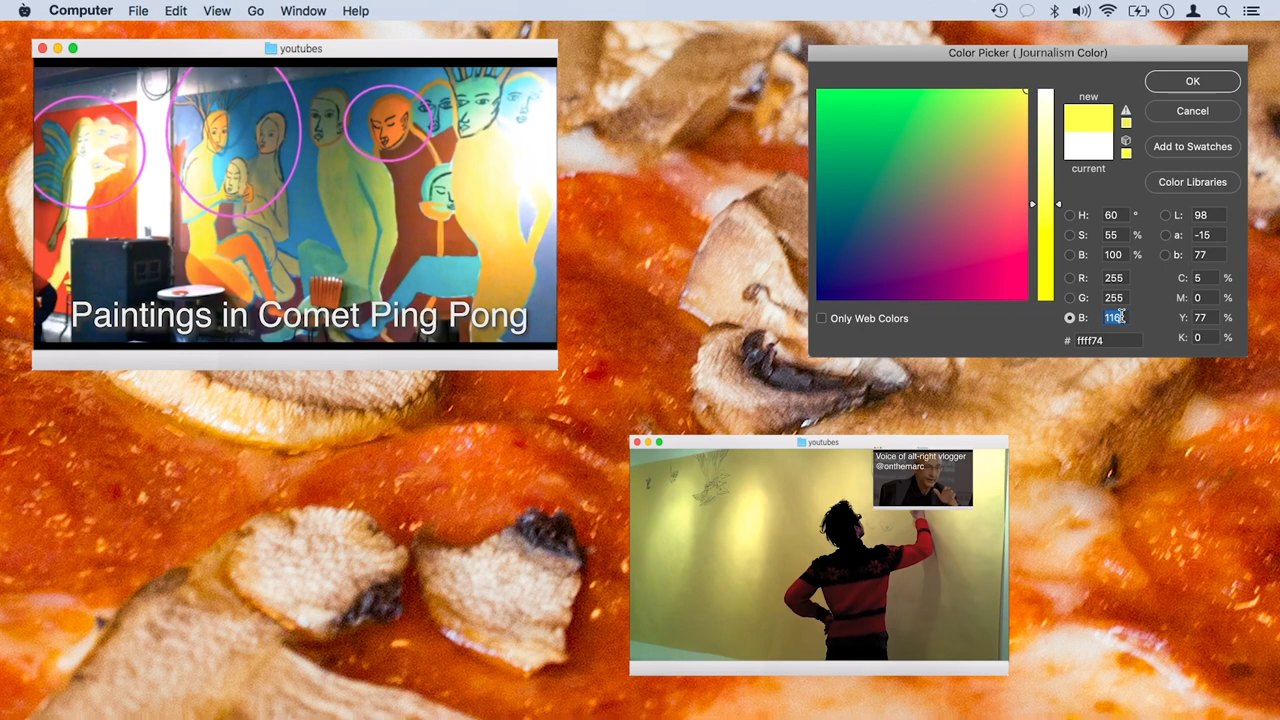 Computer File Edit View Go Window Help
youtubes
Paintings in Comet Ping Pong
Color Picker ( Journalism Color)
new
current
OK
Cancel
Add to Swatches
Color Libraries
H: 60 ° L: 98
S: 55 % a: -15
B: 100 % b: 77
R: 255 C: 5 %
G: 255 M: 0 %
B: 116 Y: 77 %
# ffff74 K: 0 %
Only Web Colors
youtubes
Voice of alt-right vlogger
@onthemarc